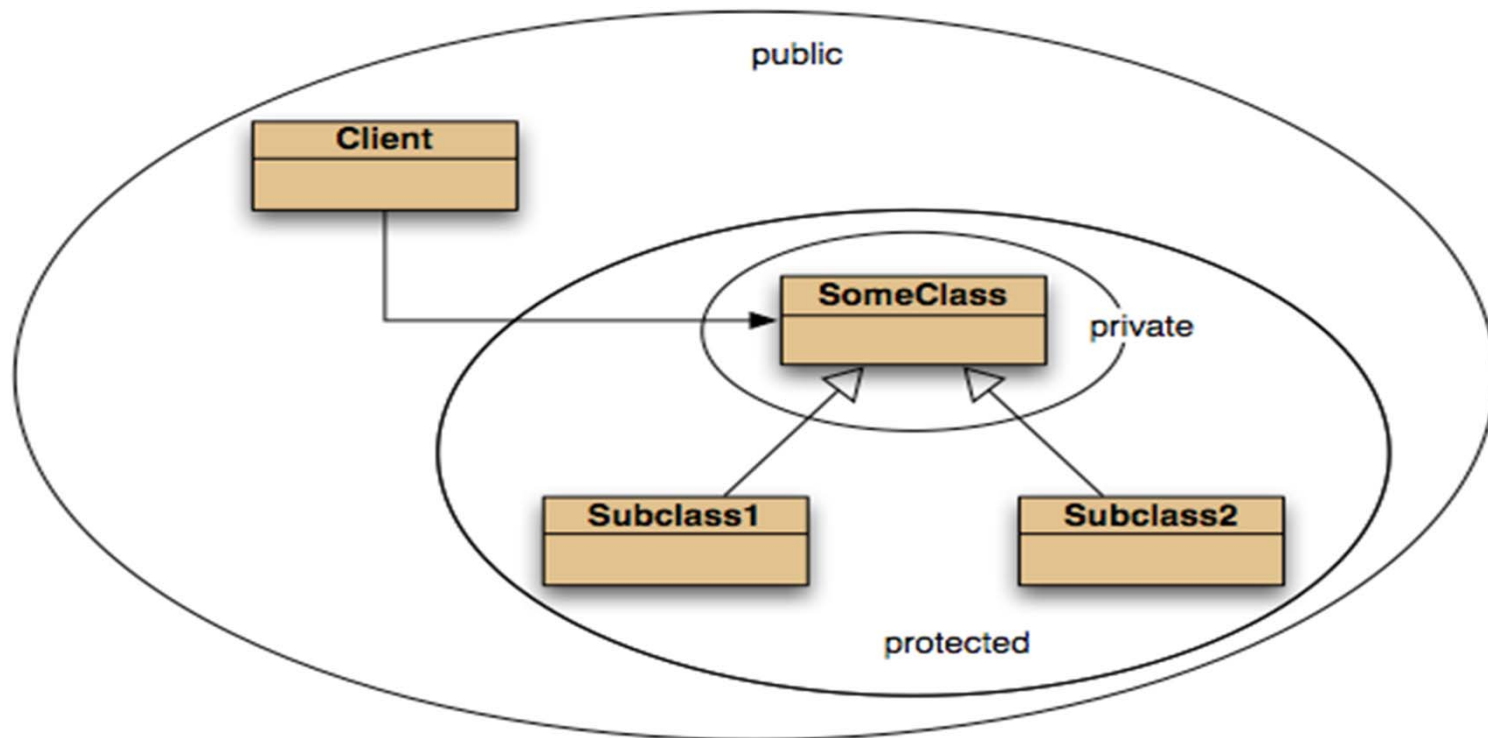 public
Client
SomeClass
private
Subclass1
Subclass2
protected